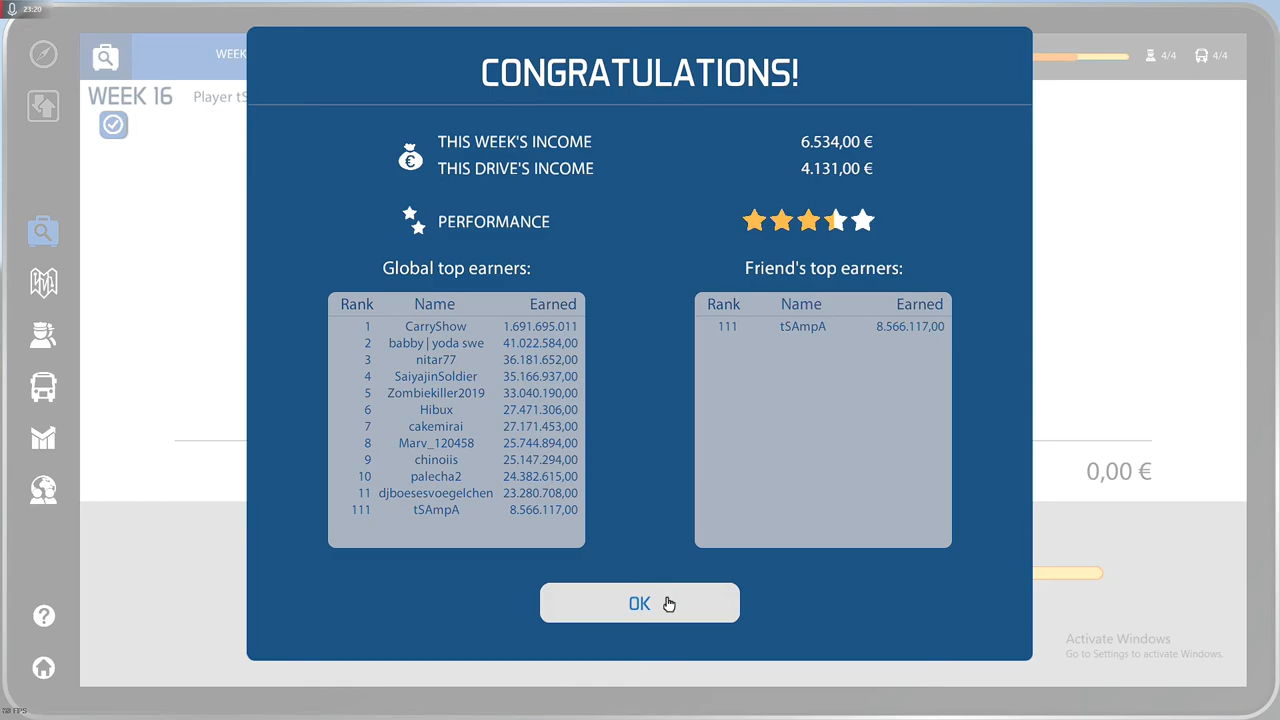 23:20
WEEK
4/4
4/4
WEEK 16
Player tS
CONGRATULATIONS!
THIS WEEK'S INCOME 6.534,00 €
THIS DRIVE'S INCOME 4.131,00 €
PERFORMANCE
Global top earners:
Rank Name Earned
1 CarryShow 1.691.695.011
2 babby | yoda swe 41.022.584,00
3 nitar77 36.181.652,00
4 SaiyajinSoldier 35.166.937,00
5 Zombiekiller2019 33.040.190,00
6 Hibux 27.471.306,00
7 cakemirai 27.171.453,00
8 Marv_120458 25.744.894,00
9 chinoiis 25.147.294,00
10 palecha2 24.382.615,00
11 djboesesvoegelchen 23.280.708,00
111 tSAmpA 8.566.117,00
Friend's top earners:
Rank Name Earned
111 tSAmpA 8.566.117,00
0,00 €
OK
Activate Windows
Go to Settings to activate Windows.